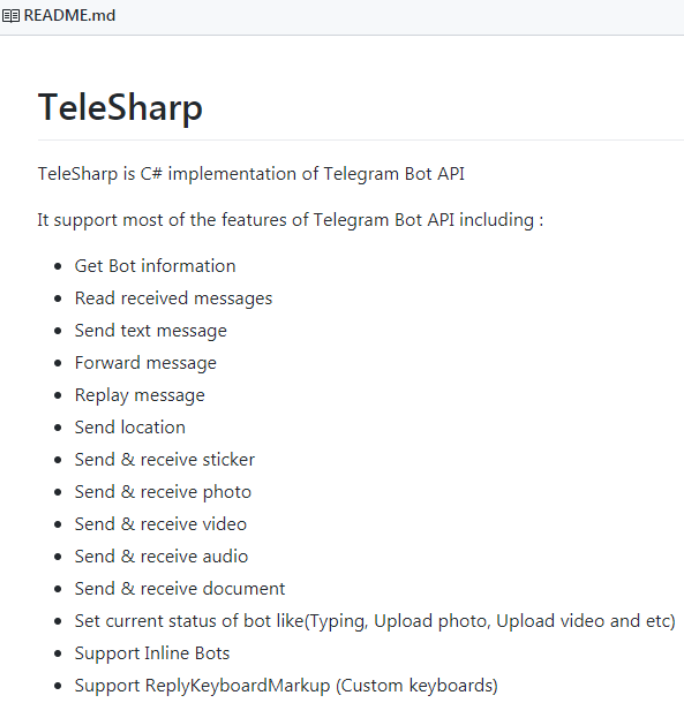 README.md
TeleSharp
TeleSharp is C# implementation of Telegram Bot API
It support most of the features of Telegram Bot API including :
Get Bot information
Read received messages
Send text message
Forward message
Replay message
Send location
Send & receive sticker
Send & receive photo
Send & receive video
Send & receive audio
Send & receive document
Set current status of bot like(Typing, Upload photo, Upload video and etc)
Support Inline Bots
Support ReplyKeyboardMarkup (Custom keyboards)